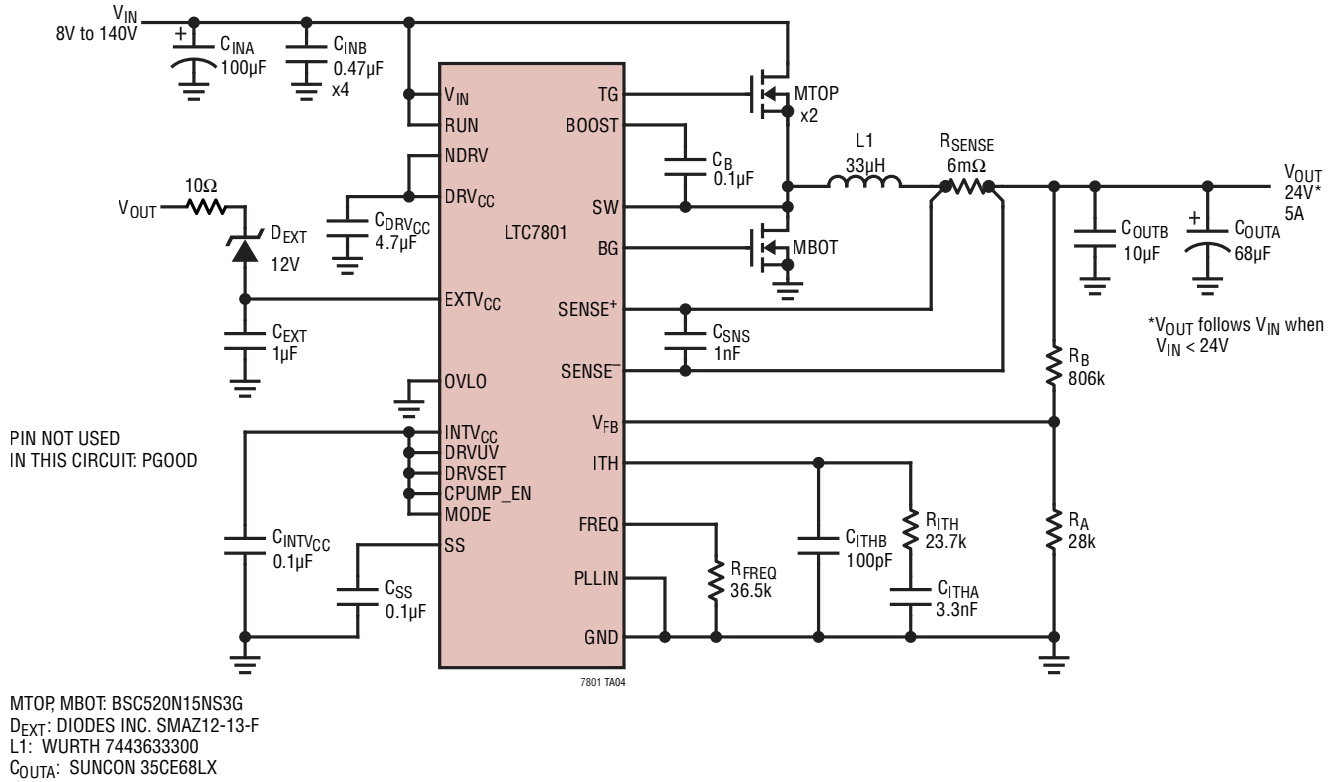 VIN
8V to 140V
+
CINA
100µF
CINB
0.47µF
x4
VIN
RUN
NDRV
DRVCC
CDRVCC
4.7µF
VOUT
10Ω
DEXT
12V
EXTVCC
CEXT
1µF
OVLO
PIN NOT USED
IN THIS CIRCUIT: PGOOD
INTVCC
DRVUV
DRVSET
CPUMP_EN
MODE
SS
CINTVCC
0.1µF
CSS
0.1µF
LTC7801
TG
BOOST
SW
BG
SENSE+
SENSE–
VFB
ITH
FREQ
PLLIN
GND
MTOP
x2
CB
0.1µF
MBOT
L1
33µH
RSENSE
6mΩ
CSNS
1nF
VOUT
24V*
5A
COUTB
10µF
+
COUTA
68µF
*VOUT follows VIN when
VIN < 24V
RB
806k
RA
28k
RFREQ
36.5k
CITHB
100pF
RITH
23.7k
CITHA
3.3nF
7801 TA04
MTOP, MBOT: BSC520N15NS3G
DEXT: DIODES INC. SMAZ12-13-F
L1: WURTH 7443633300
COUTA: SUNCON 35CE68LX